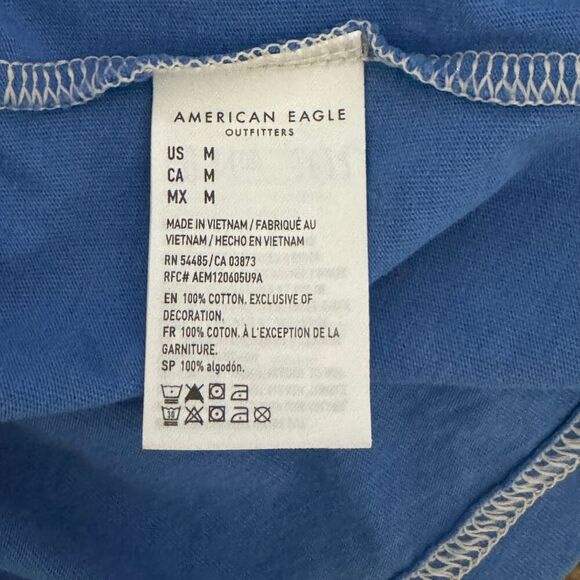 AMERICAN EAGLE
OUTFITTERS
US M
CA M
MX M
MADE IN VIETNAM / FABRIQUÉ AU
VIETNAM / HECHO EN VIETNAM
RN 54485/CA 03873
RFC# AEM120605U9A
EN 100% COTTON. EXCLUSIVE OF
DECORATION.
FR 100% COTON. À L'EXCEPTION DE LA
GARNITURE.
SP 100% algodón.
30